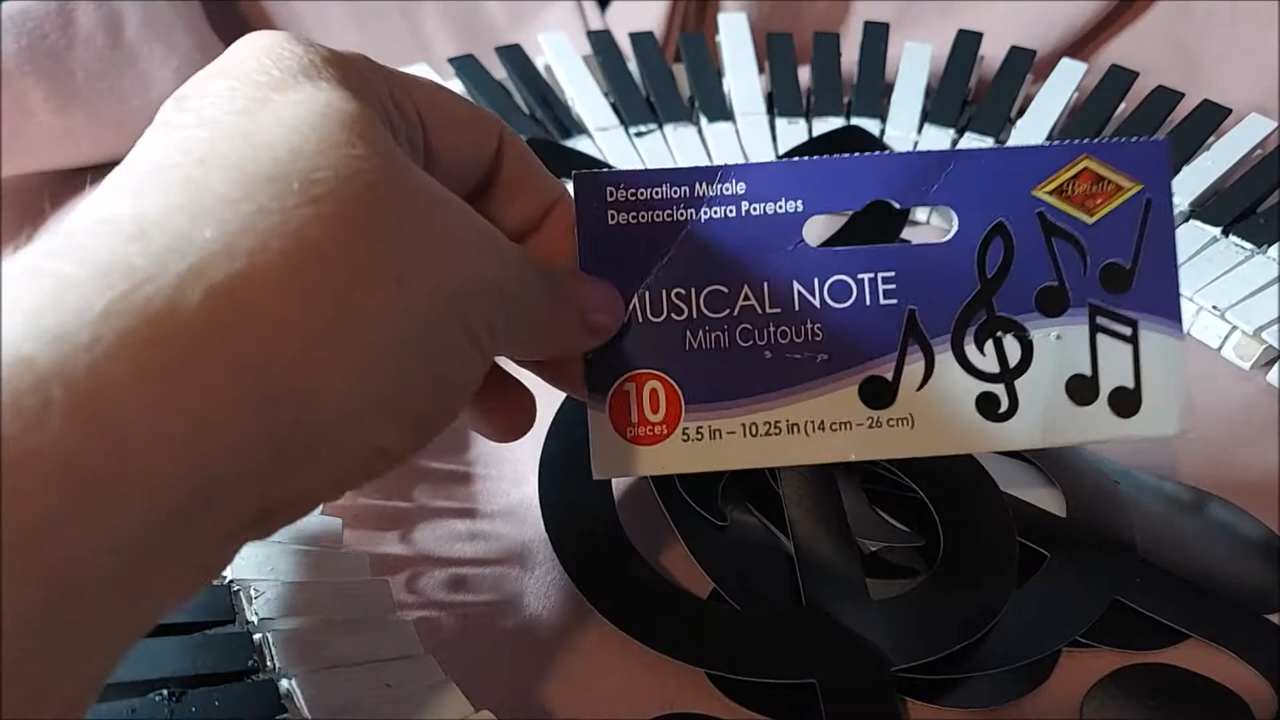 Décoration Murale
Decoración para Paredes
Beistle
MUSICAL NOTE
Mini Cutouts
10
pieces
5.5 in – 10.25 in (14 cm – 26 cm)